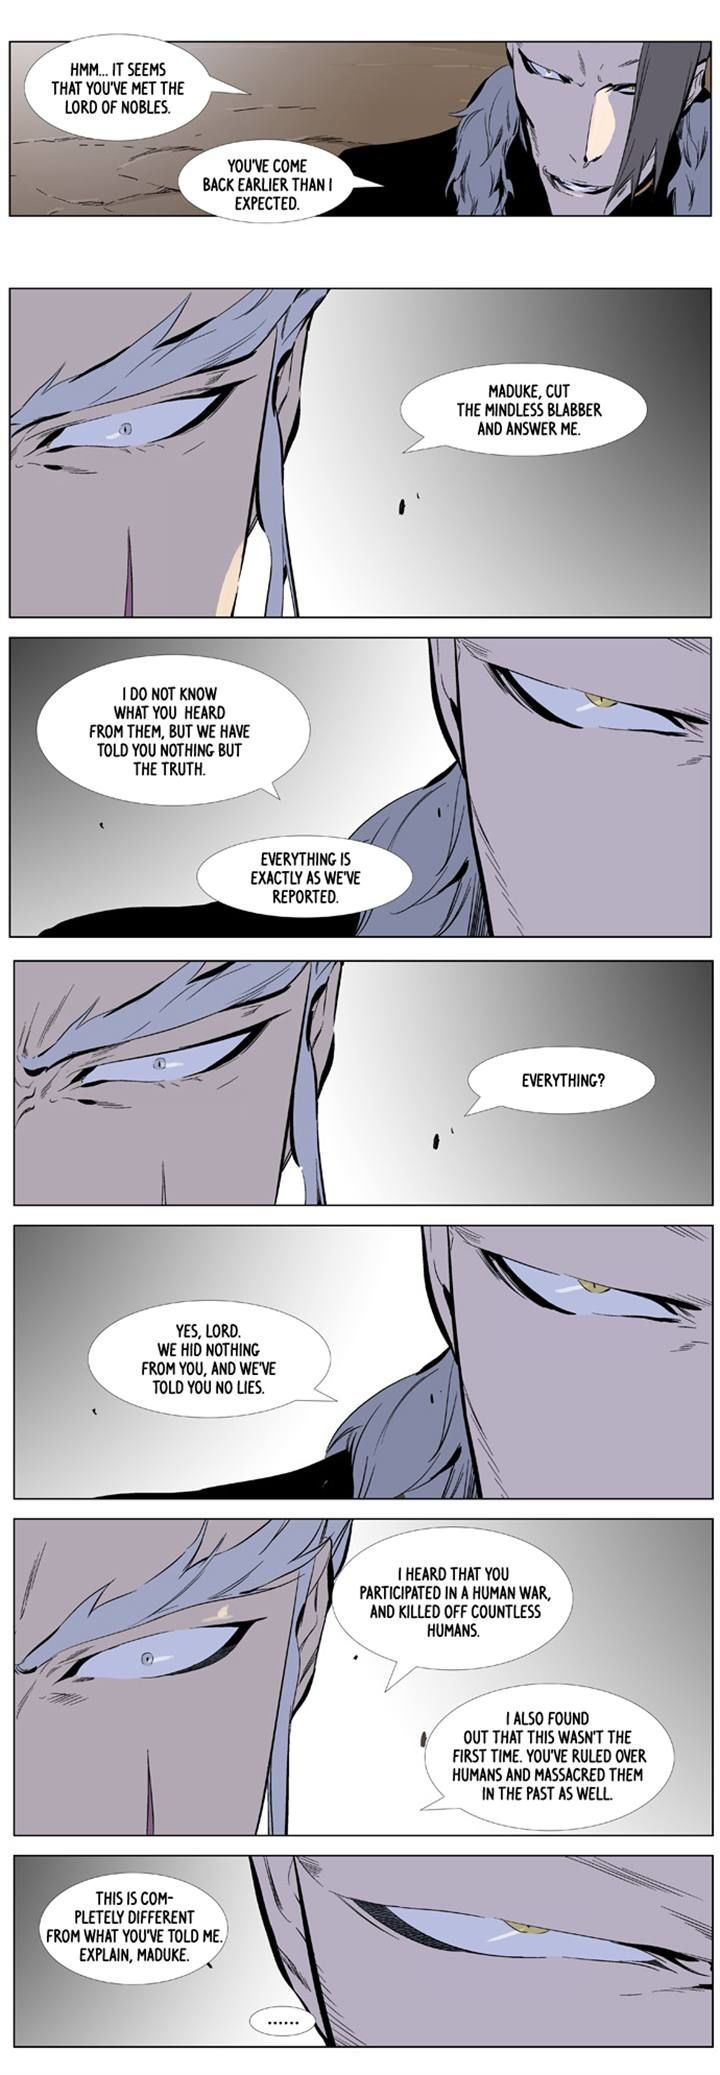 HMM... IT SEEMS
THAT YOU'VE MET THE
LORD OF NOBLES.
YOU'VE COME
BACK EARLIER THAN I
EXPECTED.
MADUKE, CUT
THE MINDLESS BLABBER
AND ANSWER ME.
I DO NOT KNOW
WHAT YOU HEARD
FROM THEM, BUT WE HAVE
TOLD YOU NOTHING BUT
THE TRUTH.
EVERYTHING IS
EXACTLY AS WE'VE
REPORTED.
EVERYTHING?
YES, LORD.
WE HID NOTHING
FROM YOU, AND WE'VE
TOLD YOU NO LIES.
I HEARD THAT YOU
PARTICIPATED IN A HUMAN WAR,
AND KILLED OFF COUNTLESS
HUMANS.
I ALSO FOUND
OUT THAT THIS WASN'T THE
FIRST TIME. YOU'VE RULED OVER
HUMANS AND MASSACRED THEM
IN THE PAST AS WELL.
THIS IS COM-
PLETELY DIFFERENT
FROM WHAT YOU'VE TOLD ME.
EXPLAIN, MADUKE.
......